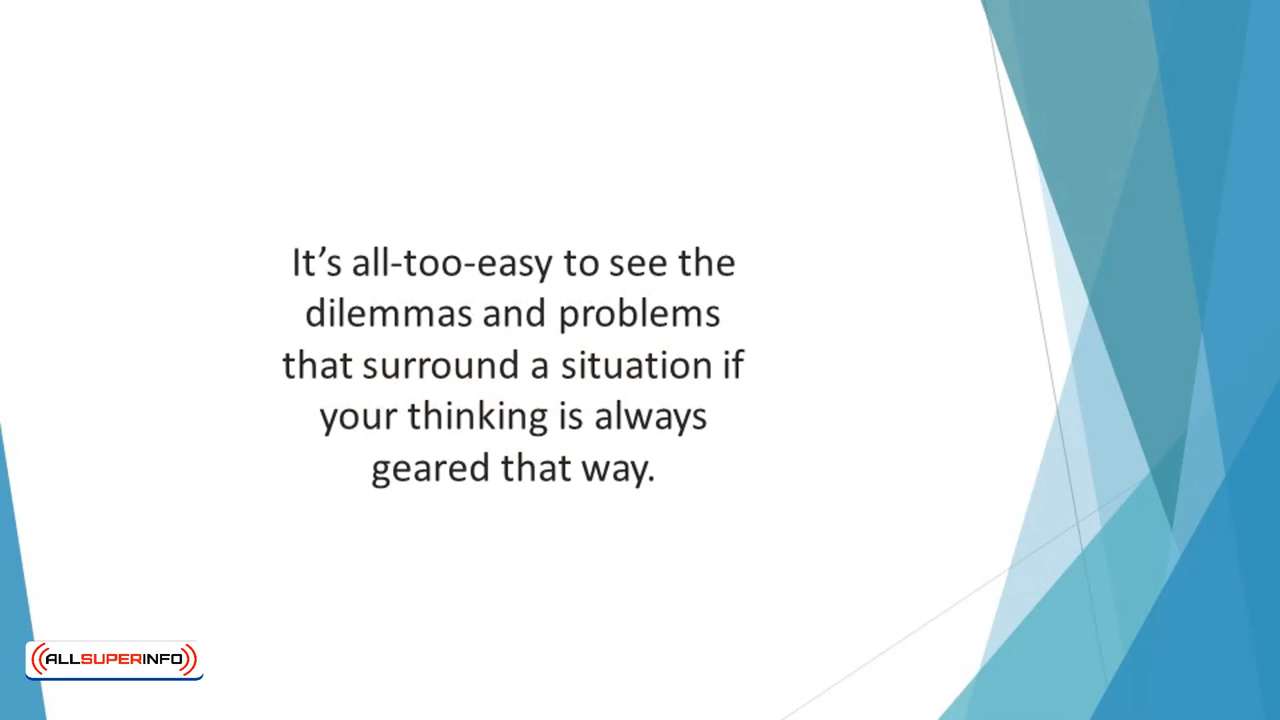 It’s all-too-easy to see the
dilemmas and problems
that surround a situation if
your thinking is always
geared that way.
ALLSUPERINFO